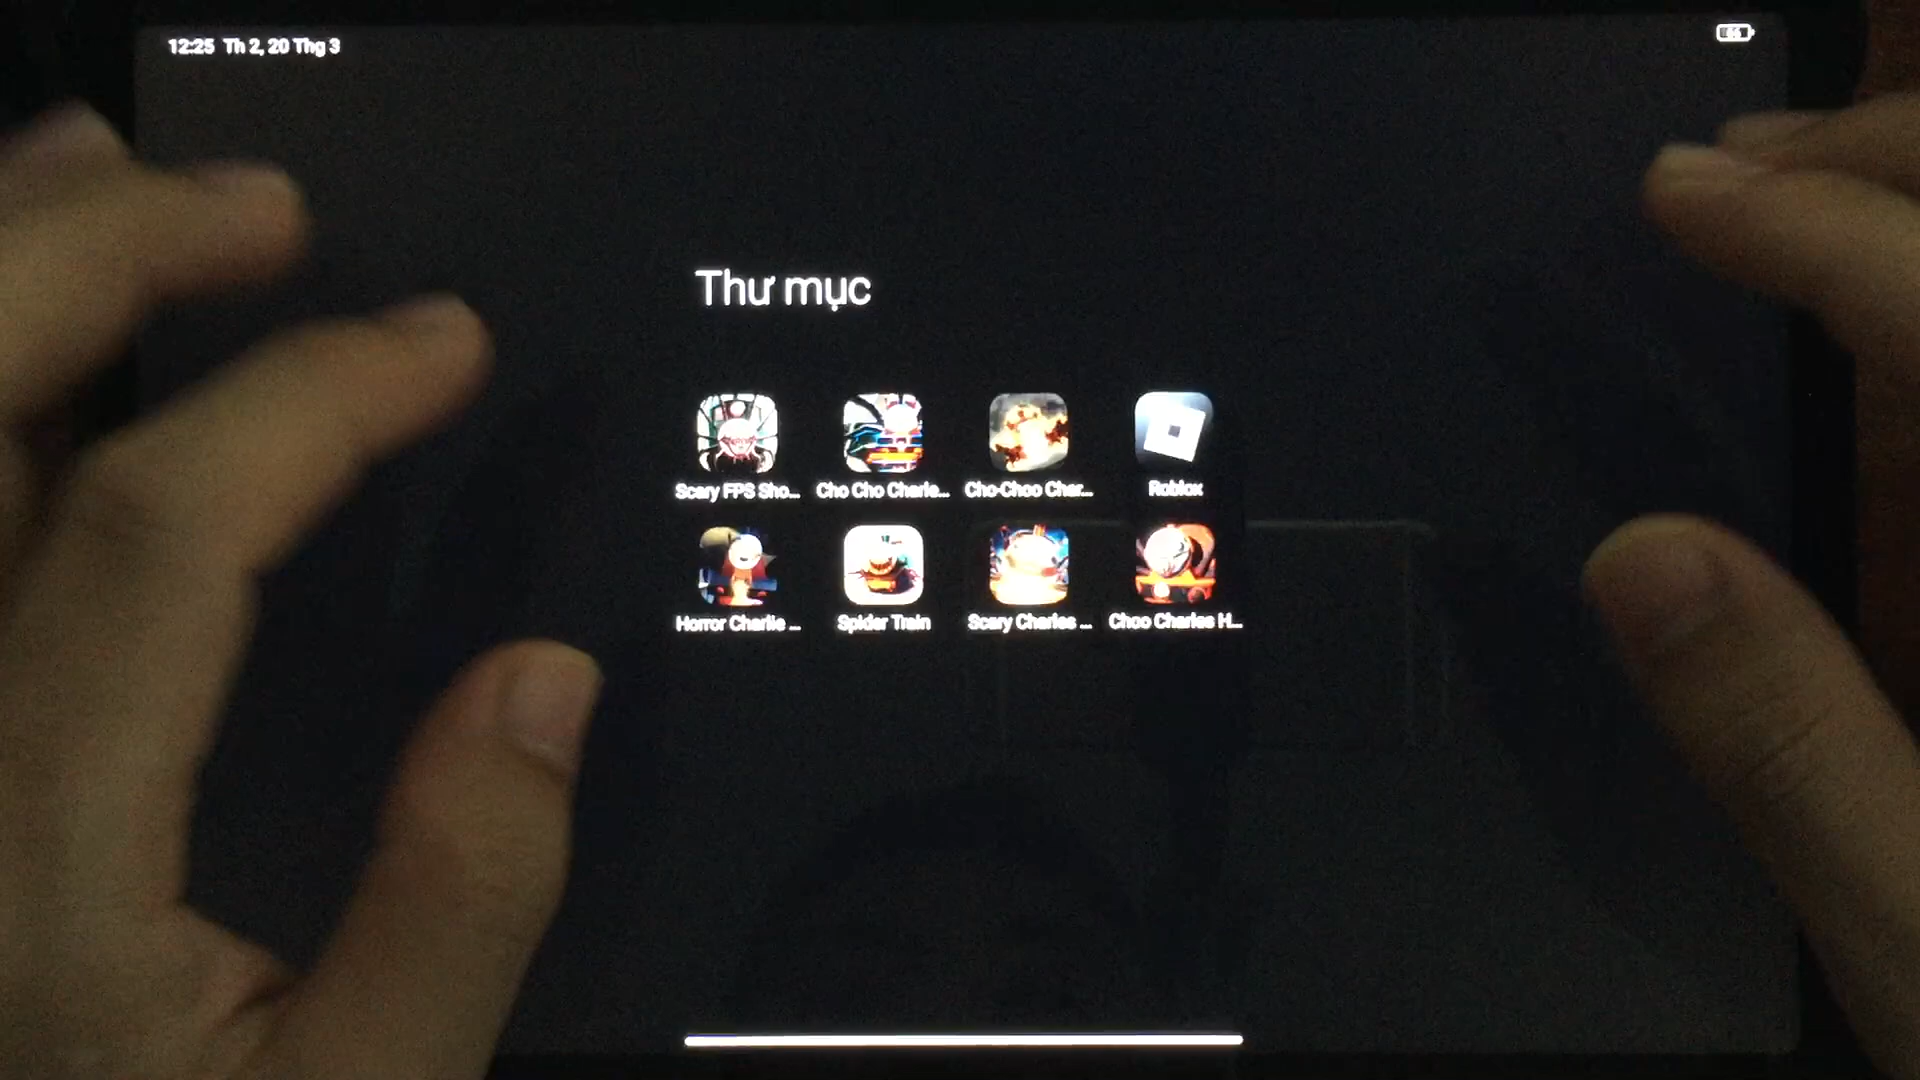 12:25 Th 2, 20 Thg 3
Thư mục
Scary FPS Sho...
Cho Cho Charle...
Cho-Choo Char...
Roblox
Horror Charlie ...
Spider Train
Scary Charles ...
Choo Charles H...